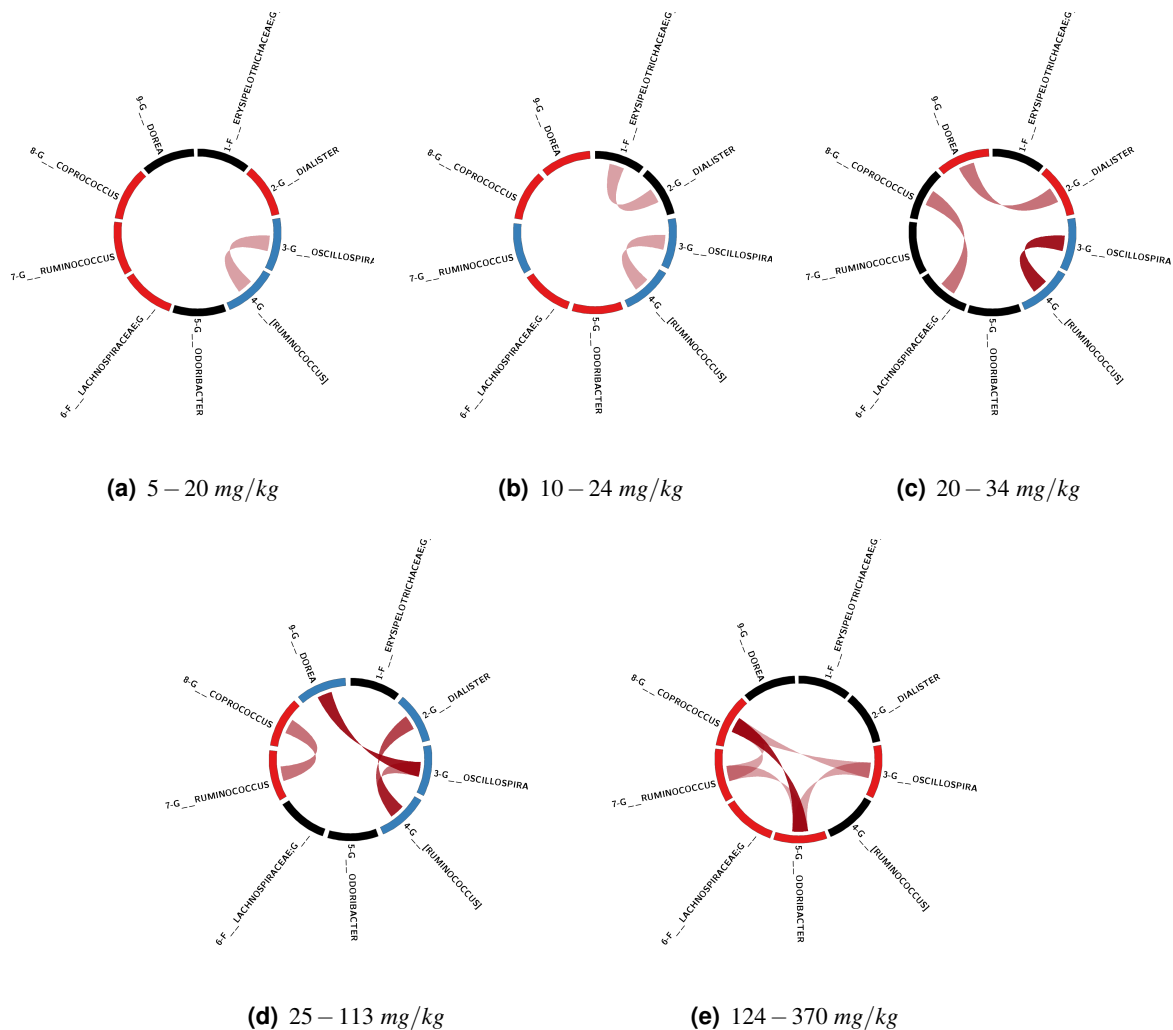 1-F__ERYSIPELOTRICHACEAE;G
9-G__DOREA
2-G__DIALISTER
8-G__COPROCOCCUS
3-G__OSCILLOSPIRA
7-G__RUMINOCOCCUS
4-G__[RUMINOCOCCUS]
6-F__LACHNOSPIRACEAE;G__
5-G__ODORIBACTER
(a) 5 – 20 mg/kg
1-F__ERYSIPELOTRICHACEAE;G
9-G__DOREA
2-G__DIALISTER
8-G__COPROCOCCUS
3-G__OSCILLOSPIRA
7-G__RUMINOCOCCUS
4-G__[RUMINOCOCCUS]
6-F__LACHNOSPIRACEAE;G__
5-G__ODORIBACTER
(b) 10 – 24 mg/kg
1-F__ERYSIPELOTRICHACEAE;G
9-G__DOREA
2-G__DIALISTER
8-G__COPROCOCCUS
3-G__OSCILLOSPIRA
7-G__RUMINOCOCCUS
4-G__[RUMINOCOCCUS]
6-F__LACHNOSPIRACEAE;G__
5-G__ODORIBACTER
(c) 20 – 34 mg/kg
1-F__ERYSIPELOTRICHACEAE;G
9-G__DOREA
2-G__DIALISTER
8-G__COPROCOCCUS
3-G__OSCILLOSPIRA
7-G__RUMINOCOCCUS
4-G__[RUMINOCOCCUS]
6-F__LACHNOSPIRACEAE;G__
5-G__ODORIBACTER
(d) 25 – 113 mg/kg
1-F__ERYSIPELOTRICHACEAE;G
9-G__DOREA
2-G__DIALISTER
8-G__COPROCOCCUS
3-G__OSCILLOSPIRA
7-G__RUMINOCOCCUS
4-G__[RUMINOCOCCUS]
6-F__LACHNOSPIRACEAE;G__
5-G__ODORIBACTER
(e) 124 – 370 mg/kg